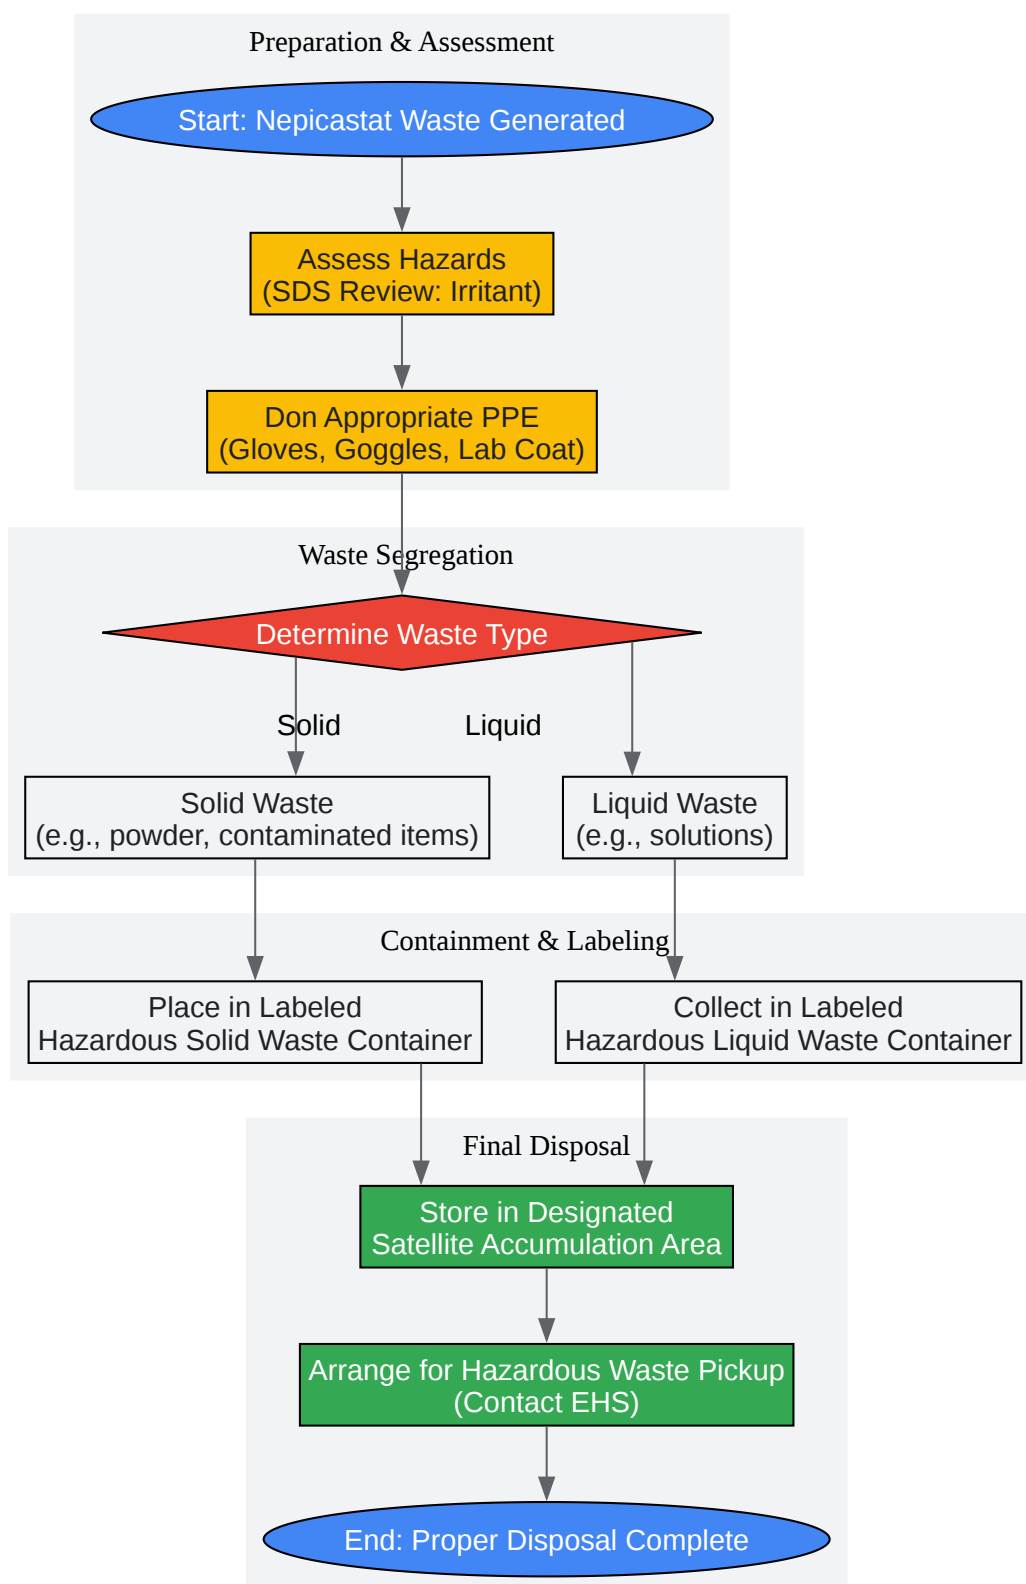 Preparation & Assessment
Start: Nepicastat Waste Generated
Assess Hazards
(SDS Review: Irritant)
Don Appropriate PPE
(Gloves, Goggles, Lab Coat)
Waste Segregation
Determine Waste Type
Solid
Liquid
Solid Waste
(e.g., powder, contaminated items)
Liquid Waste
(e.g., solutions)
Containment & Labeling
Place in Labeled
Hazardous Solid Waste Container
Collect in Labeled
Hazardous Liquid Waste Container
Final Disposal
Store in Designated
Satellite Accumulation Area
Arrange for Hazardous Waste Pickup
(Contact EHS)
End: Proper Disposal Complete